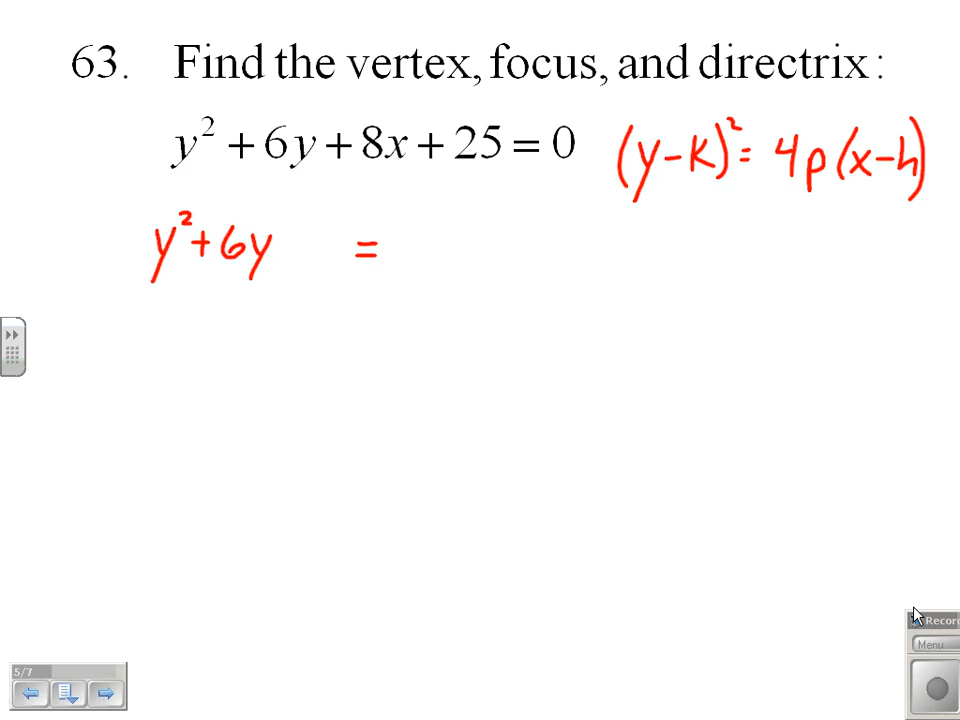 63. Find the vertex, focus, and directrix :
y² + 6y + 8x + 25 = 0 (y-k)² = 4p(x-h)
y² + 6y =
Recor
Menu
5/7